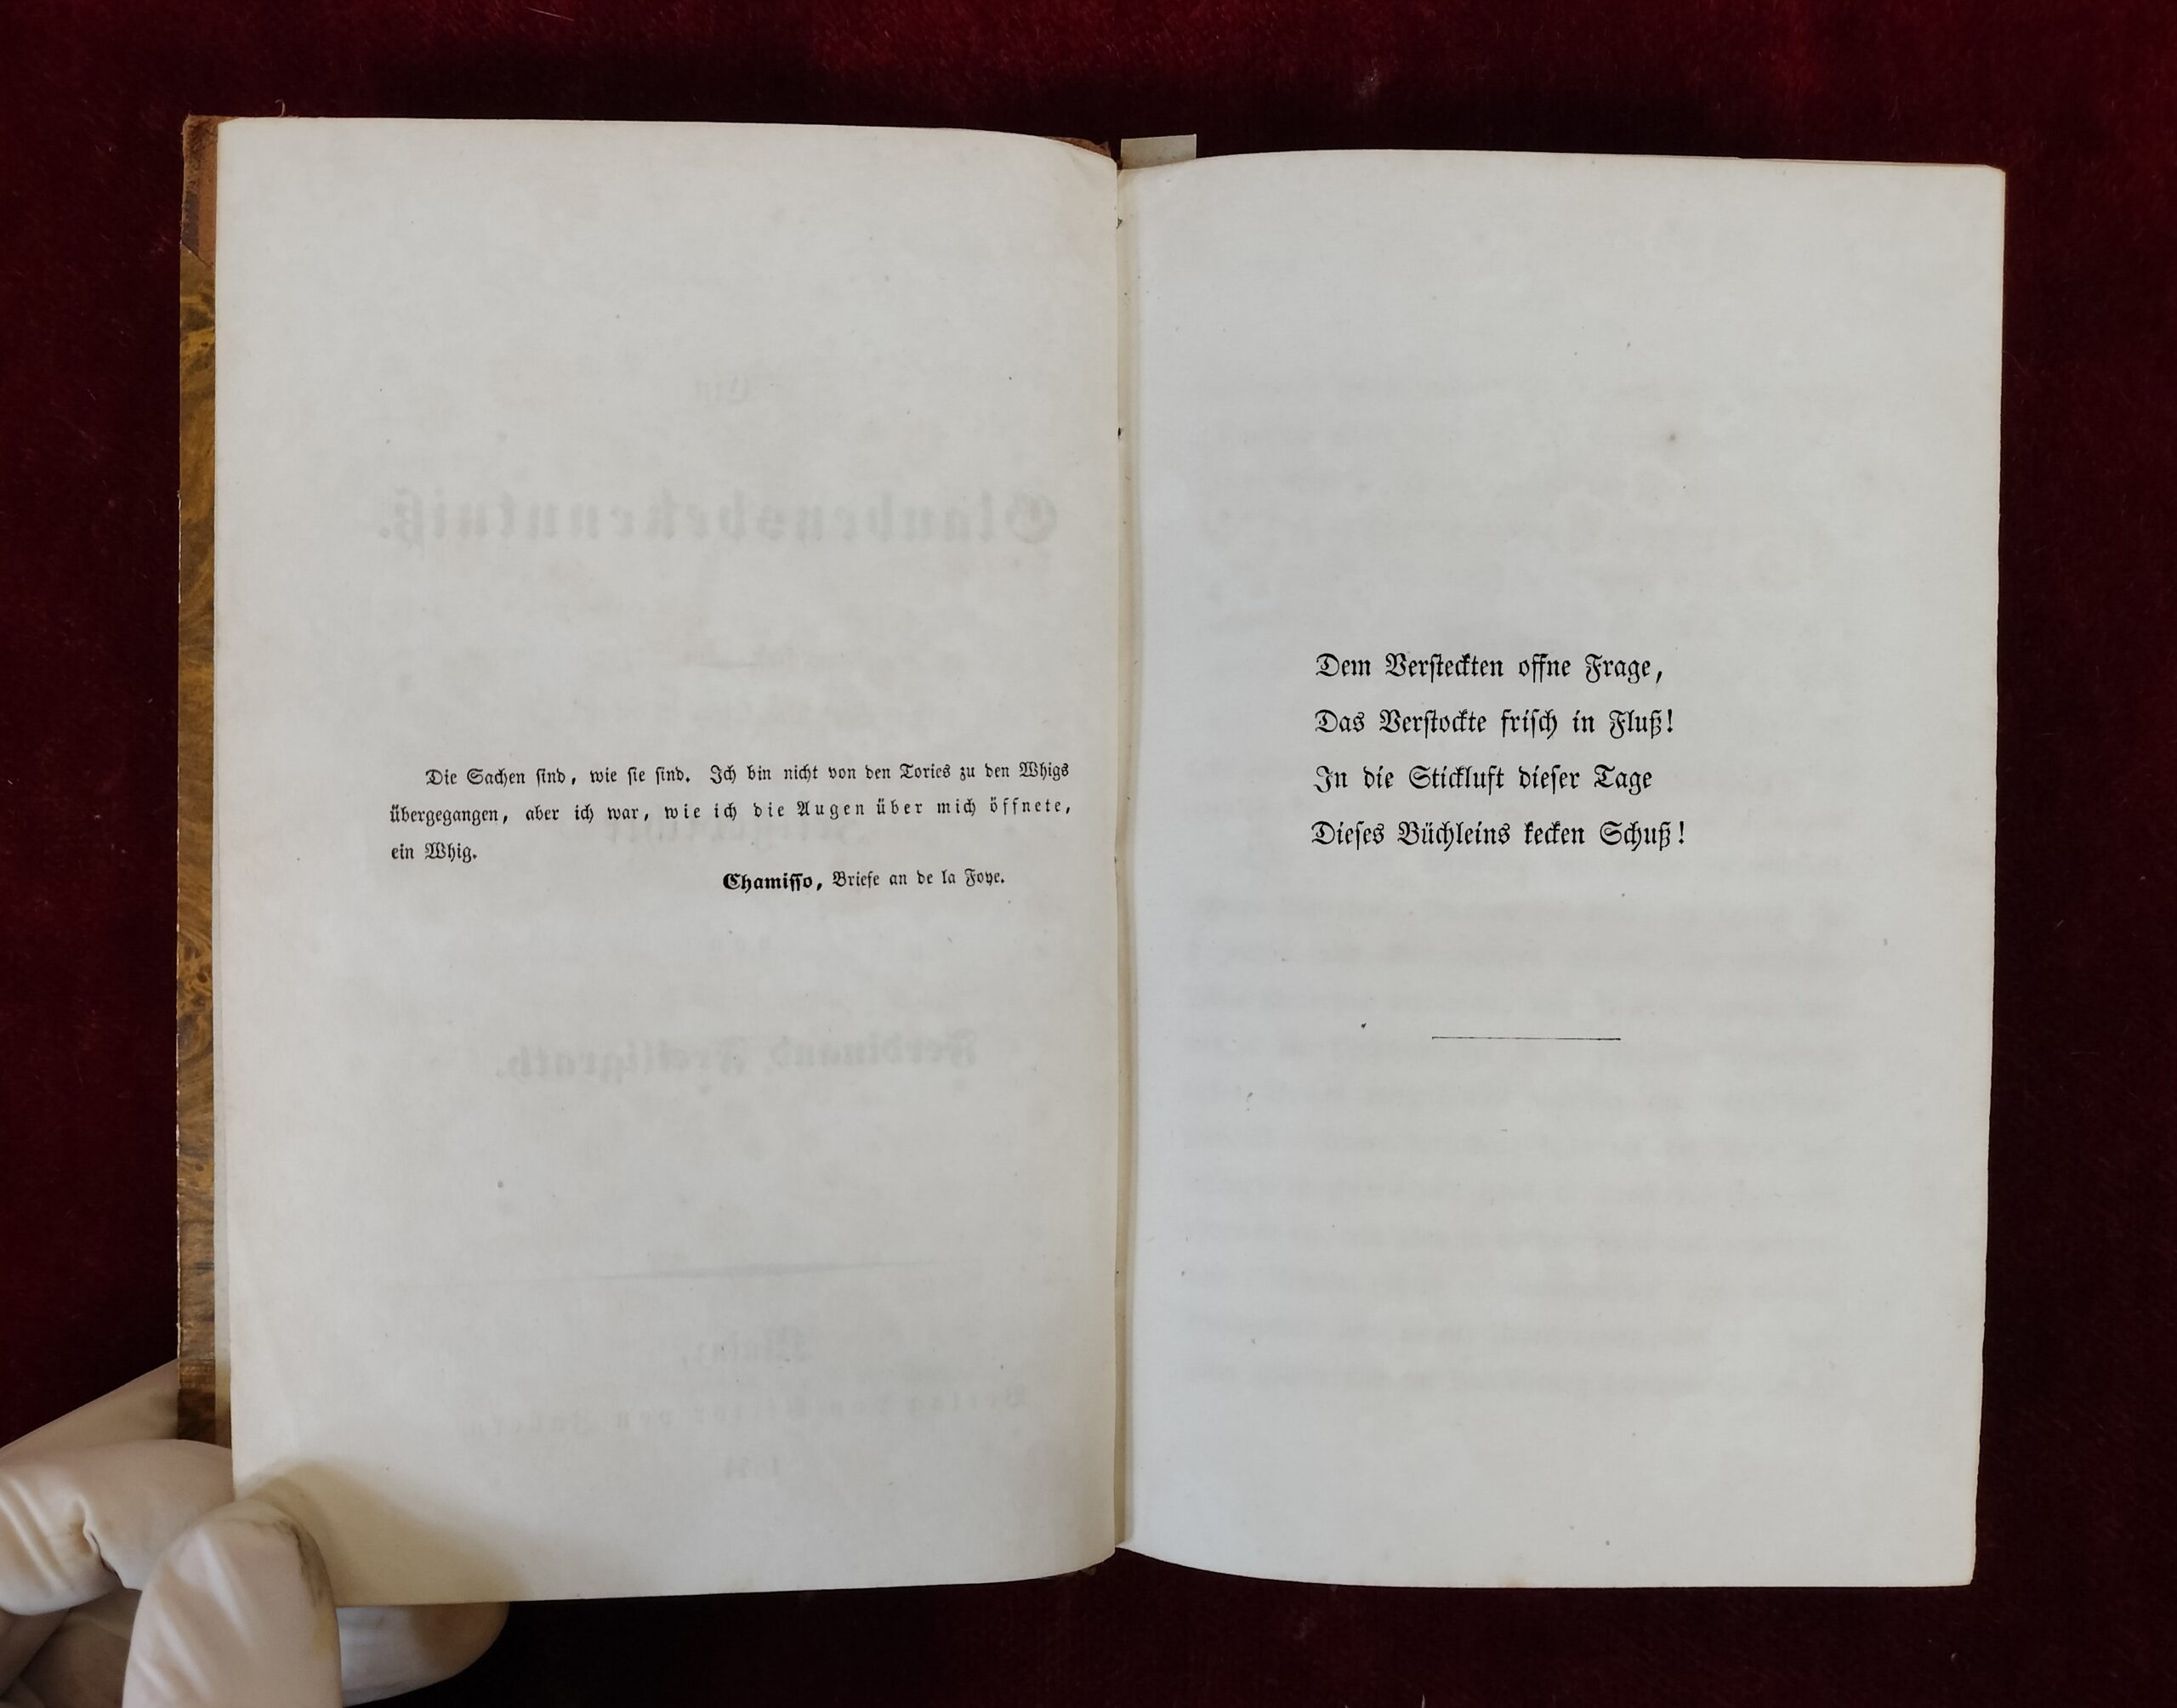 Die Sachen sind, wie sie sind. Ich bin nicht von den Tories zu den Whigs
übergegangen, aber ich war, wie ich die Augen über mich öffnete,
ein Whig.
Chamisso, Briefe an de la Foye.
Dem Versteckten offne Frage,
Das Verstockte frisch in Fluß!
In die Stickluft dieser Tage
Dieses Büchleins kecken Schuß!